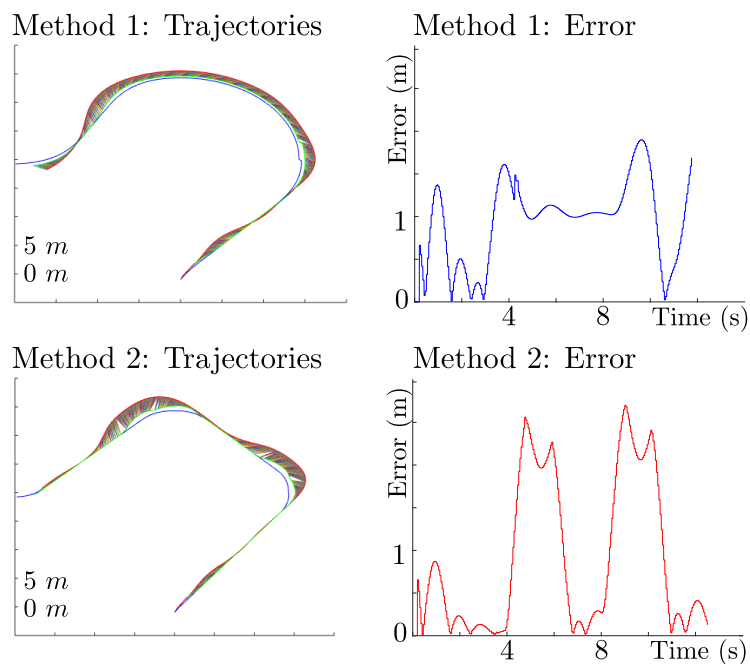 Method 1: Trajectories
5 m
0 m
Method 1: Error
Error (m)
1
0
4 8 Time (s)
Method 2: Trajectories
5 m
0 m
Method 2: Error
Error (m)
1
0
4 8 Time (s)